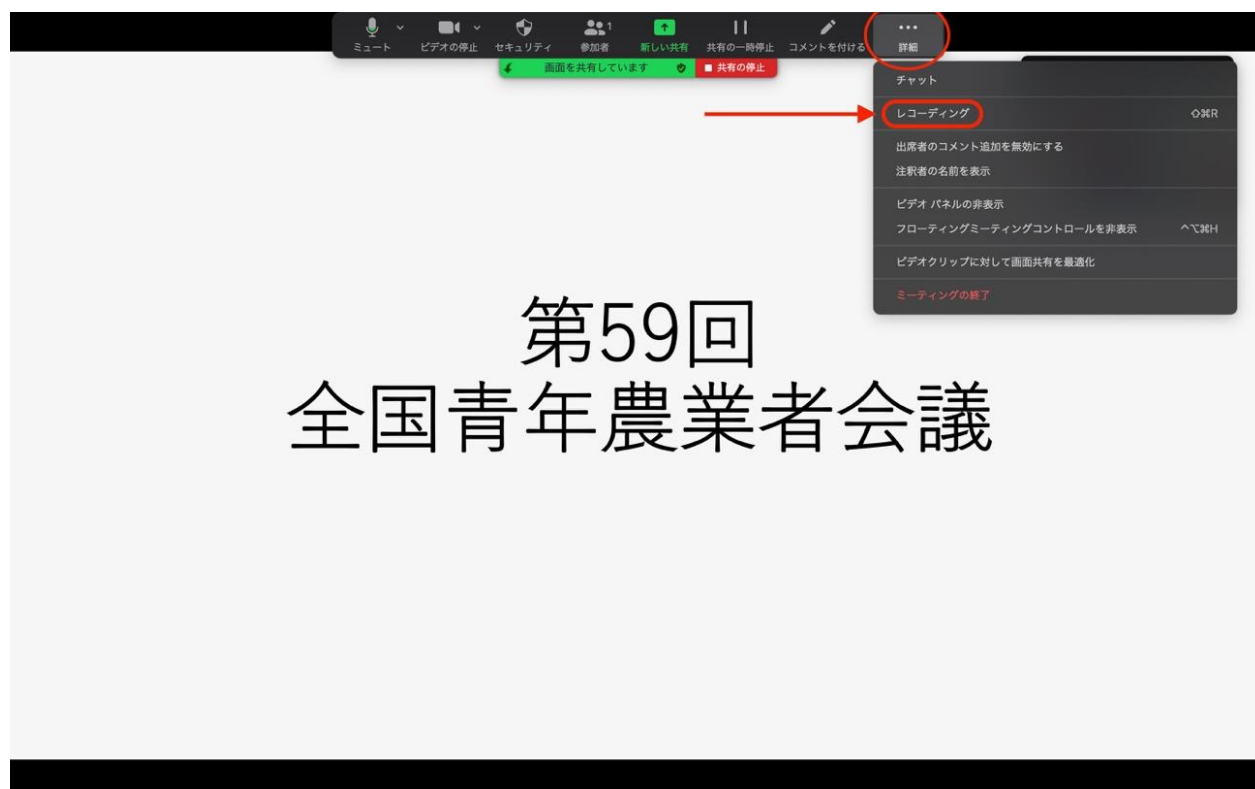 ミュート
ビデオの停止
セキュリティ
参加者 1
新しい共有
共有の一時停止
コメントを付ける
詳細
画面を共有しています
共有の停止
チャット
レコーディング ⇧⌘R
出席者のコメント追加を無効にする
注釈者の名前を表示
ビデオ パネルの非表示
フローティングミーティングコントロールを非表示 ^⌥⌘H
ビデオクリップに対して画面共有を最適化
ミーティングの終了
第59回
全国青年農業者会議